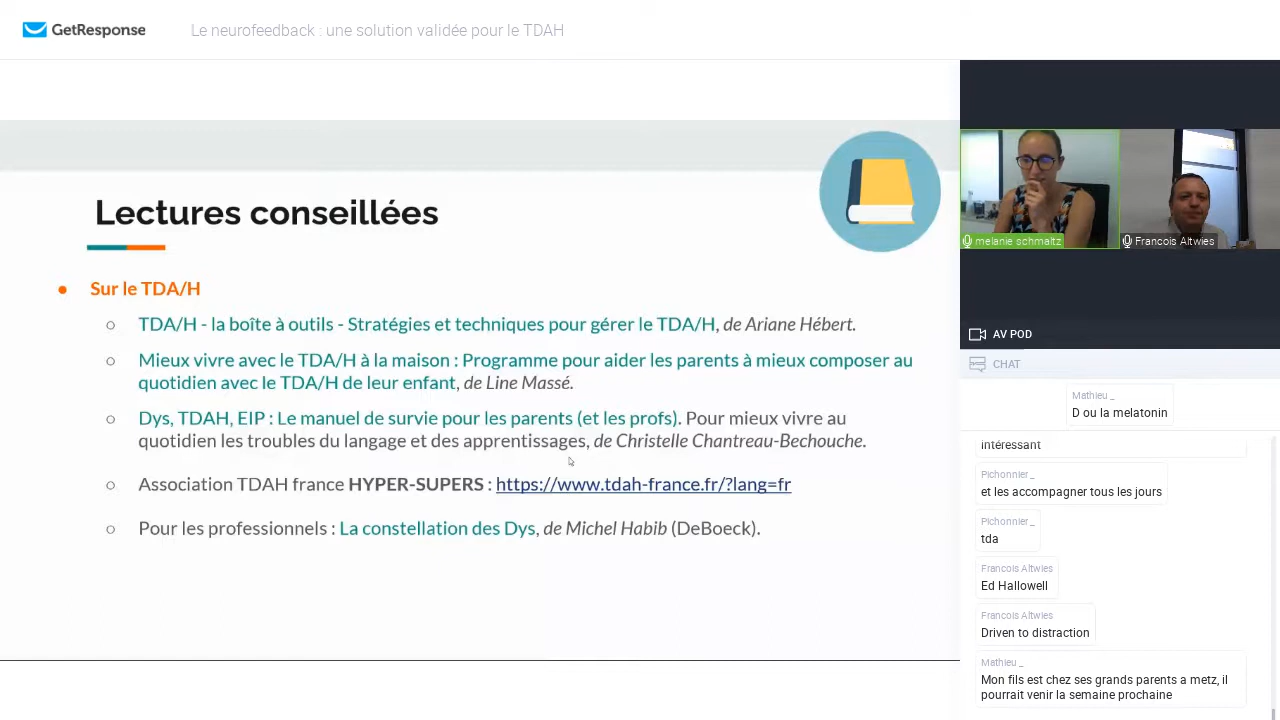 GetResponse
Le neurofeedback : une solution validée pour le TDAH
Lectures conseillées
● Sur le TDA/H
○ TDA/H - la boîte à outils - Stratégies et techniques pour gérer le TDA/H, de Ariane Hébert.
○ Mieux vivre avec le TDA/H à la maison : Programme pour aider les parents à mieux composer au
quotidien avec le TDA/H de leur enfant, de Line Massé.
○ Dys, TDAH, EIP : Le manuel de survie pour les parents (et les profs). Pour mieux vivre au
quotidien les troubles du langage et des apprentissages, de Christelle Chantreau-Bechouche.
○ Association TDAH france HYPER-SUPERS : https://www.tdah-france.fr/?lang=fr
○ Pour les professionnels : La constellation des Dys, de Michel Habib (DeBoeck).
melanie schmaltz
Francois Altwies
AV POD
CHAT
Mathieu _
D ou la melatonin
intéressant
Pichonnier _
et les accompagner tous les jours
Pichonnier _
tda
Francois Altwies
Ed Hallowell
Francois Altwies
Driven to distraction
Mathieu _
Mon fils est chez ses grands parents a metz, il
pourrait venir la semaine prochaine